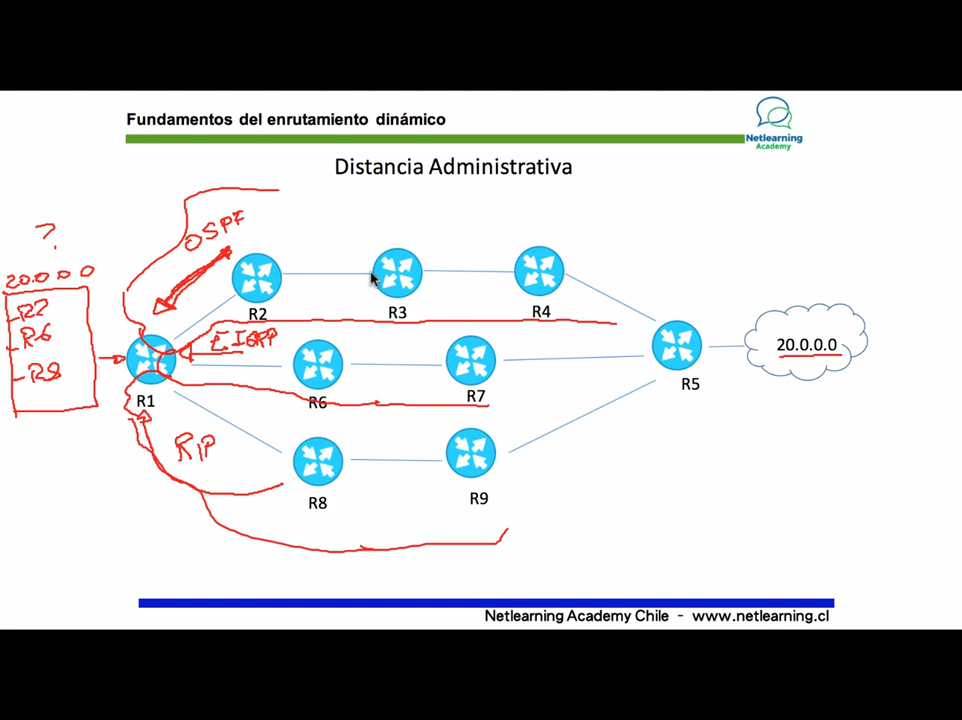 Fundamentos del enrutamiento dinámico
Netlearning
Academy
Distancia Administrativa
?
OSPF
20.0.0.0
R2
R6
R8
R2
R3
R4
EIGRP
R1
R6
R7
R5
20.0.0.0
RIP
R8
R9
Netlearning Academy Chile - www.netlearning.cl